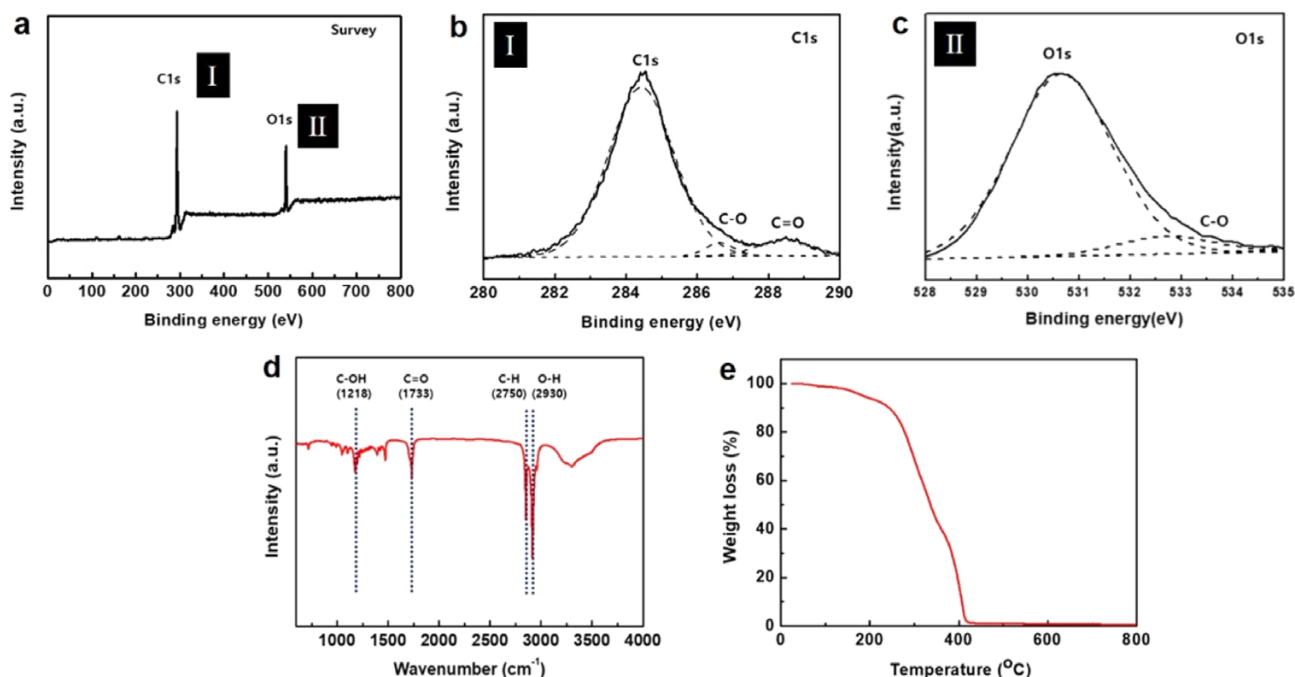 a
Survey
C1s
I
O1s
II
Intensity (a.u.)
0 100 200 300 400 500 600 700 800
Binding energy (eV)
b
I
C1s
C1s
C-O
C=O
Intensity (a.u.)
280 282 284 286 288 290
Binding energy (eV)
c
II
O1s
O1s
C-O
Intensity(a.u.)
528 529 530 531 532 533 534 535
Binding energy(eV)
d
C-OH C=O C-H O-H
(1218) (1733) (2750) (2930)
Intensity (a.u.)
1000 1500 2000 2500 3000 3500 4000
Wavenumber (cm⁻¹)
e
100
80
60
40
20
0
Weight loss (%)
0 200 400 600 800
Temperature (⁰C)